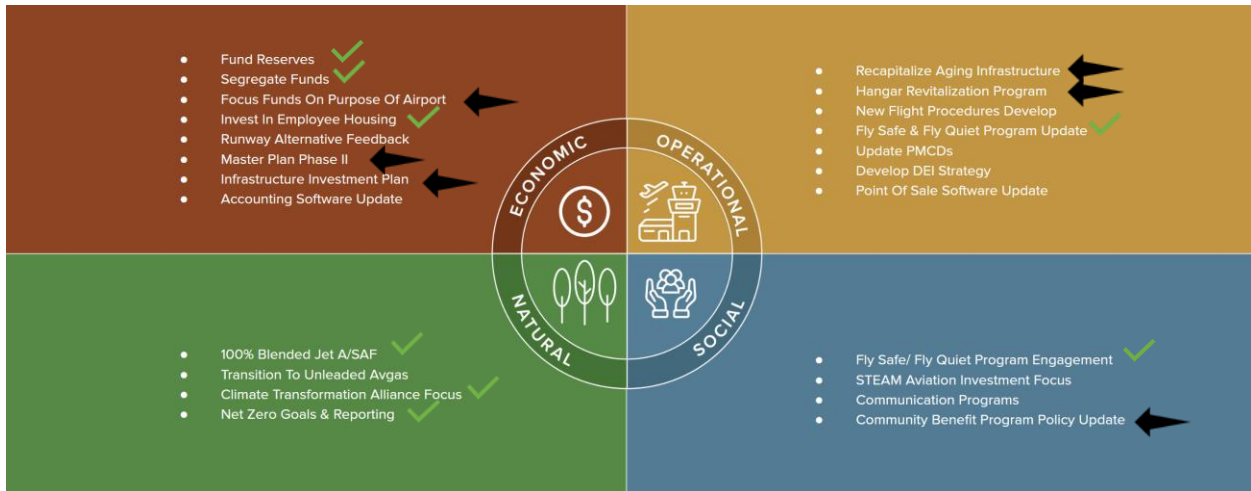 Fund Reserves
Segregate Funds
Focus Funds On Purpose Of Airport
Invest In Employee Housing
Runway Alternative Feedback
Master Plan Phase II
Infrastructure Investment Plan
Accounting Software Update
Recapitalize Aging Infrastructure
Hangar Revitalization Program
New Flight Procedures Develop
Fly Safe & Fly Quiet Program Update
Update PMCDs
Develop DEI Strategy
Point Of Sale Software Update
ECONOMIC
OPERATIONAL
$
NATURAL
SOCIAL
100% Blended Jet A/SAF
Transition To Unleaded Avgas
Climate Transformation Alliance Focus
Net Zero Goals & Reporting
Fly Safe/ Fly Quiet Program Engagement
STEAM Aviation Investment Focus
Communication Programs
Community Benefit Program Policy Update